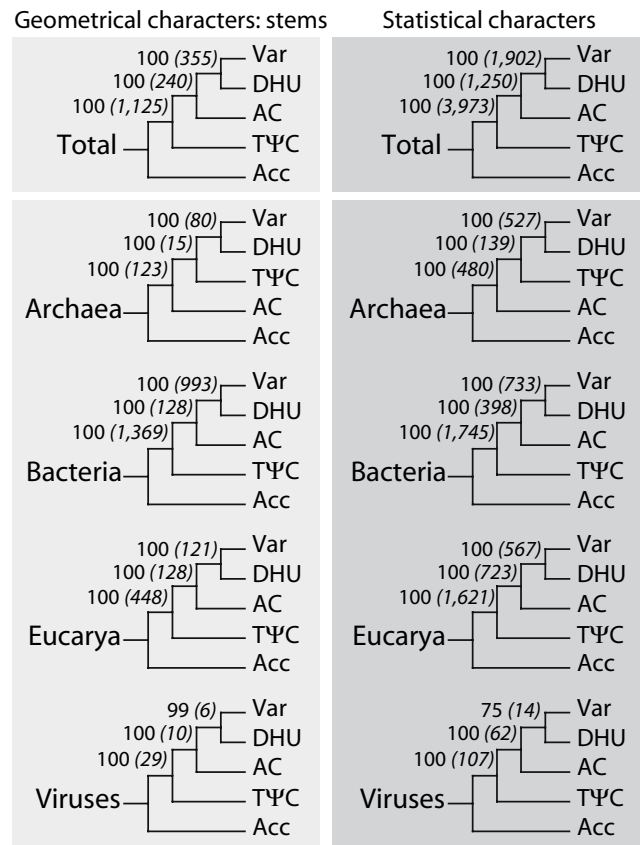 Geometrical characters: stems
Statistical characters
100 (355) Var
100 (240) DHU
100 (1,125) AC
Total TΨC
Acc
100 (1,902) Var
100 (1,250) DHU
100 (3,973) AC
Total TΨC
Acc
100 (80) Var
100 (15) DHU
100 (123) TΨC
Archaea AC
Acc
100 (527) Var
100 (139) DHU
100 (480) TΨC
Archaea AC
Acc
100 (993) Var
100 (128) DHU
100 (1,369) AC
Bacteria TΨC
Acc
100 (733) Var
100 (398) DHU
100 (1,745) AC
Bacteria TΨC
Acc
100 (121) Var
100 (128) DHU
100 (448) AC
Eucarya TΨC
Acc
100 (567) Var
100 (723) DHU
100 (1,621) AC
Eucarya TΨC
Acc
99 (6) Var
100 (10) DHU
100 (29) AC
Viruses TΨC
Acc
75 (14) Var
100 (62) DHU
100 (107) AC
Viruses TΨC
Acc